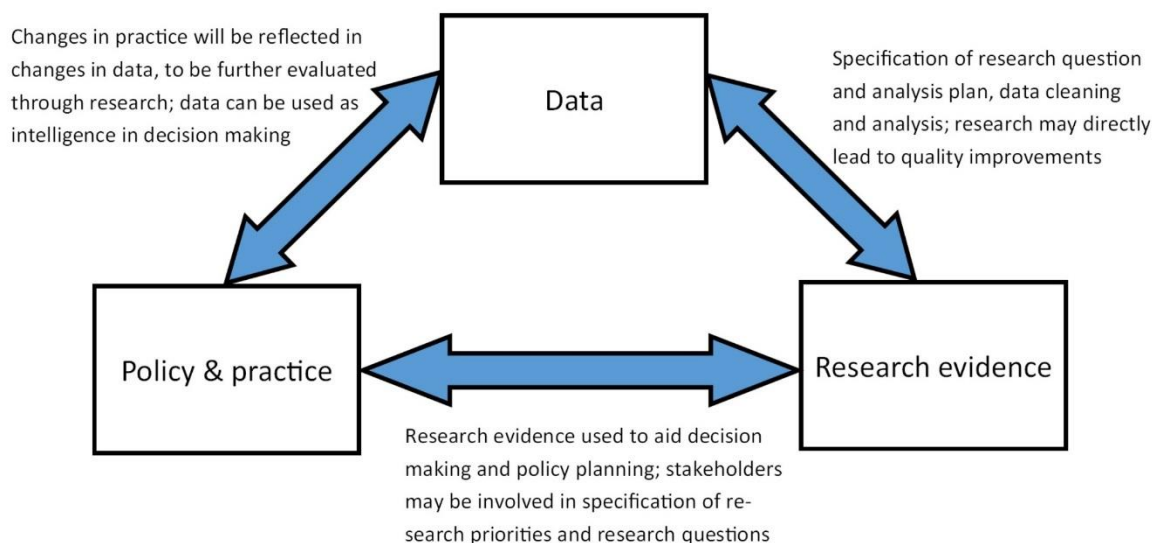 Changes in practice will be reflected in
changes in data, to be further evaluated
through research; data can be used as
intelligence in decision making
Data
Specification of research question
and analysis plan, data cleaning
and analysis; research may directly
lead to quality improvements
Policy & practice
Research evidence
Research evidence used to aid decision
making and policy planning; stakeholders
may be involved in specification of re-
search priorities and research questions